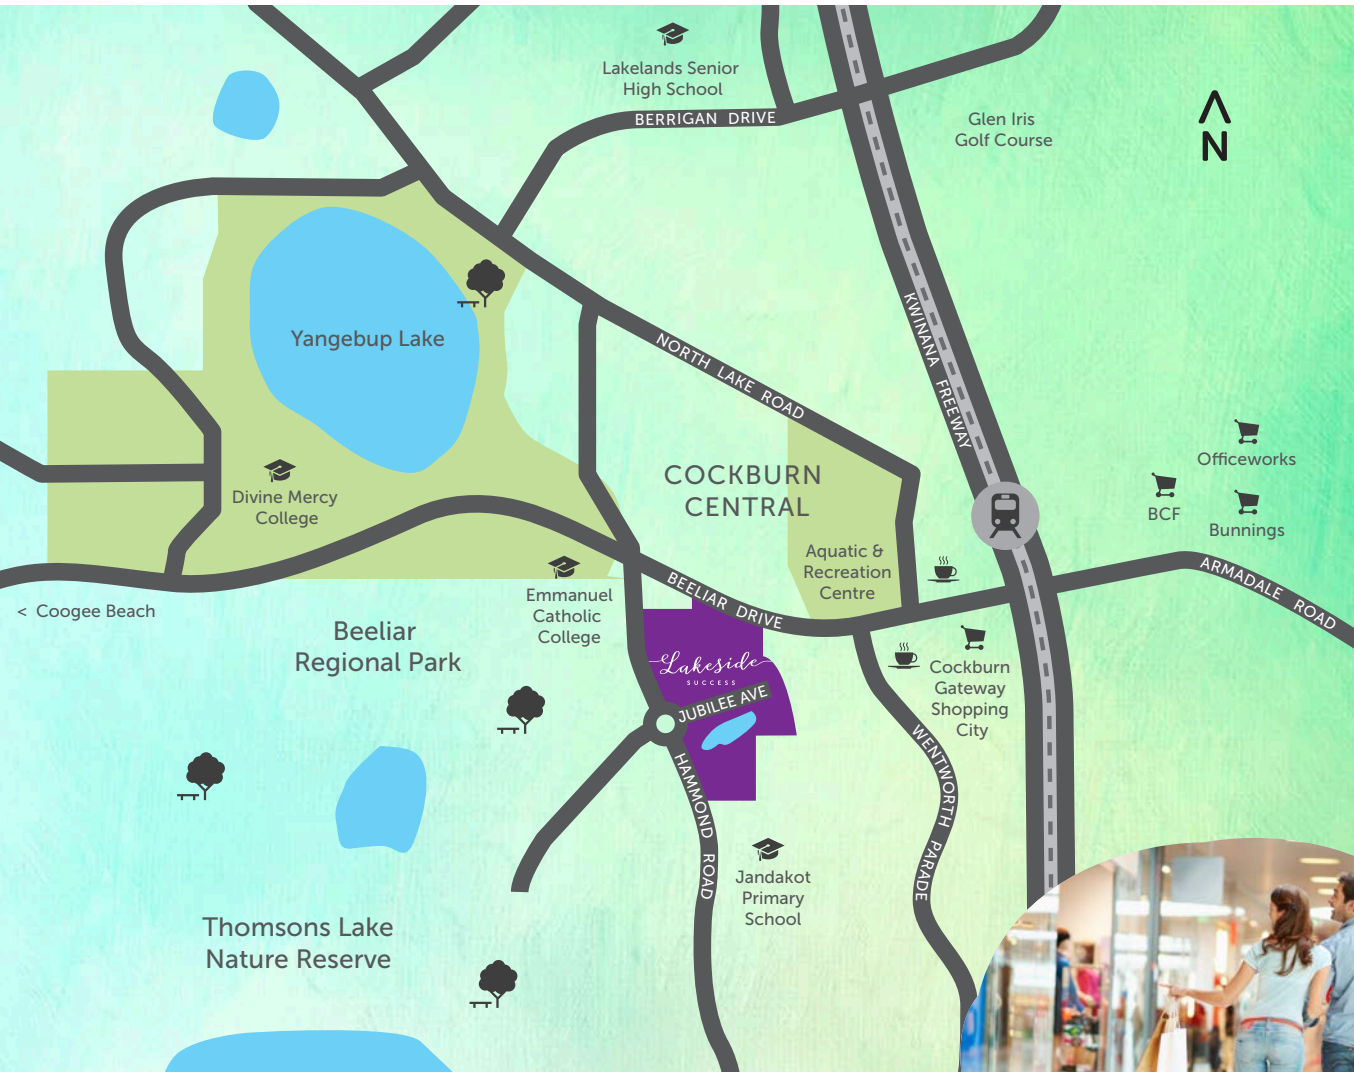 Lakelands Senior
High School
BERRIGAN DRIVE
Glen Iris
Golf Course
N
KWINANA FREEWAY
Yangebup Lake
NORTH LAKE ROAD
Officeworks
COCKBURN
CENTRAL
BCF
Bunnings
Divine Mercy
College
Aquatic &
Recreation
Centre
ARMADALE ROAD
< Coogee Beach
Emmanuel
Catholic
College
BEELIAR DRIVE
Beeliar
Regional Park
Lakeside
SUCCESS
JUBILEE AVE
Cockburn
Gateway
Shopping
City
WENTWORTH PARADE
HAMMOND ROAD
Jandakot
Primary
School
Thomsons Lake
Nature Reserve